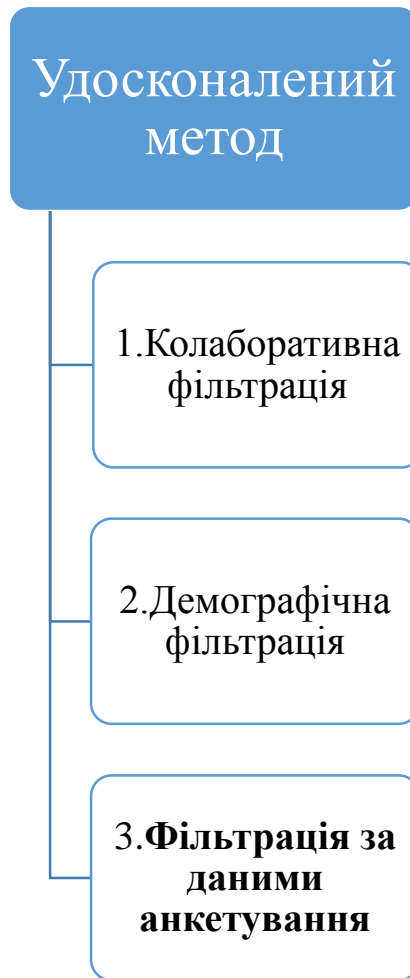 Удосконалений
метод
1.Колаборативна
фільтрація
2.Демографічна
фільтрація
3.Фільтрація за
даними
анкетування